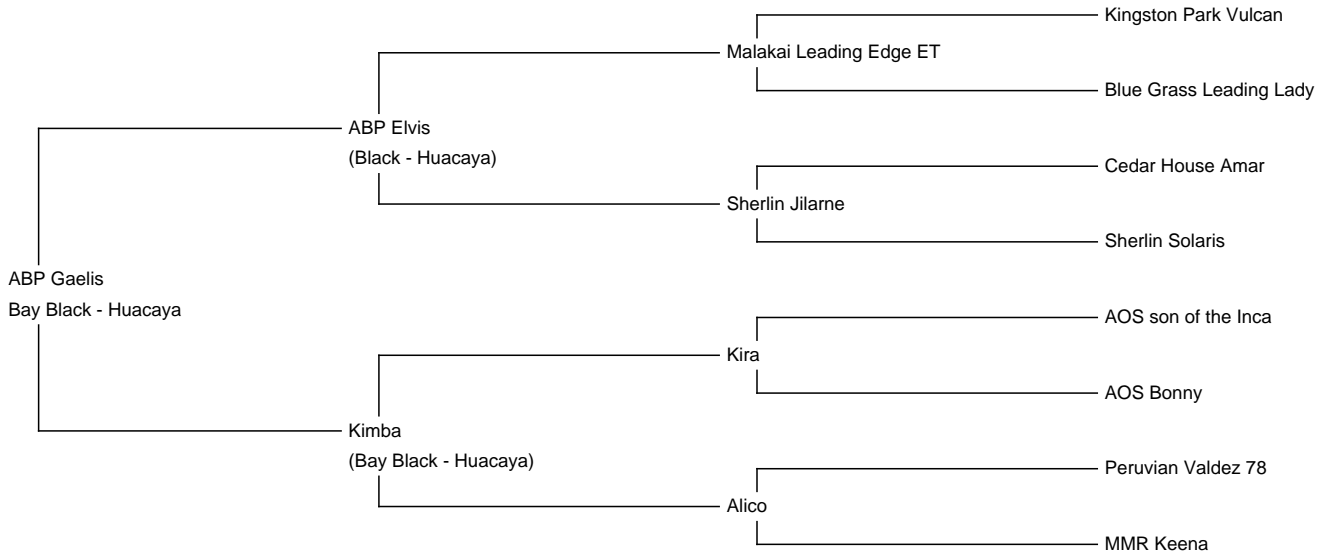 Kingston Park Vulcan
Malakai Leading Edge ET
Blue Grass Leading Lady
ABP Elvis
(Black - Huacaya)
Cedar House Amar
Sherlin Jilarne
Sherlin Solaris
ABP Gaelis
Bay Black - Huacaya
AOS son of the Inca
Kira
AOS Bonny
Kimba
(Bay Black - Huacaya)
Peruvian Valdez 78
Alico
MMR Keena